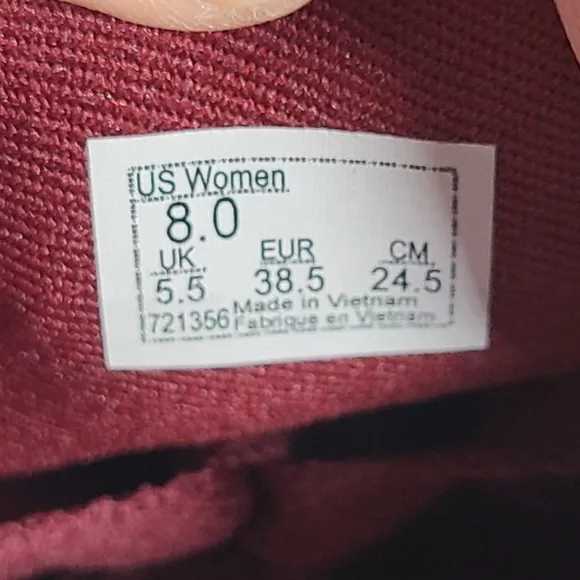 US Women
8.0
UK EUR CM
5.5 38.5 24.5
Made in Vietnam
721356 Fabrique en Vietnam